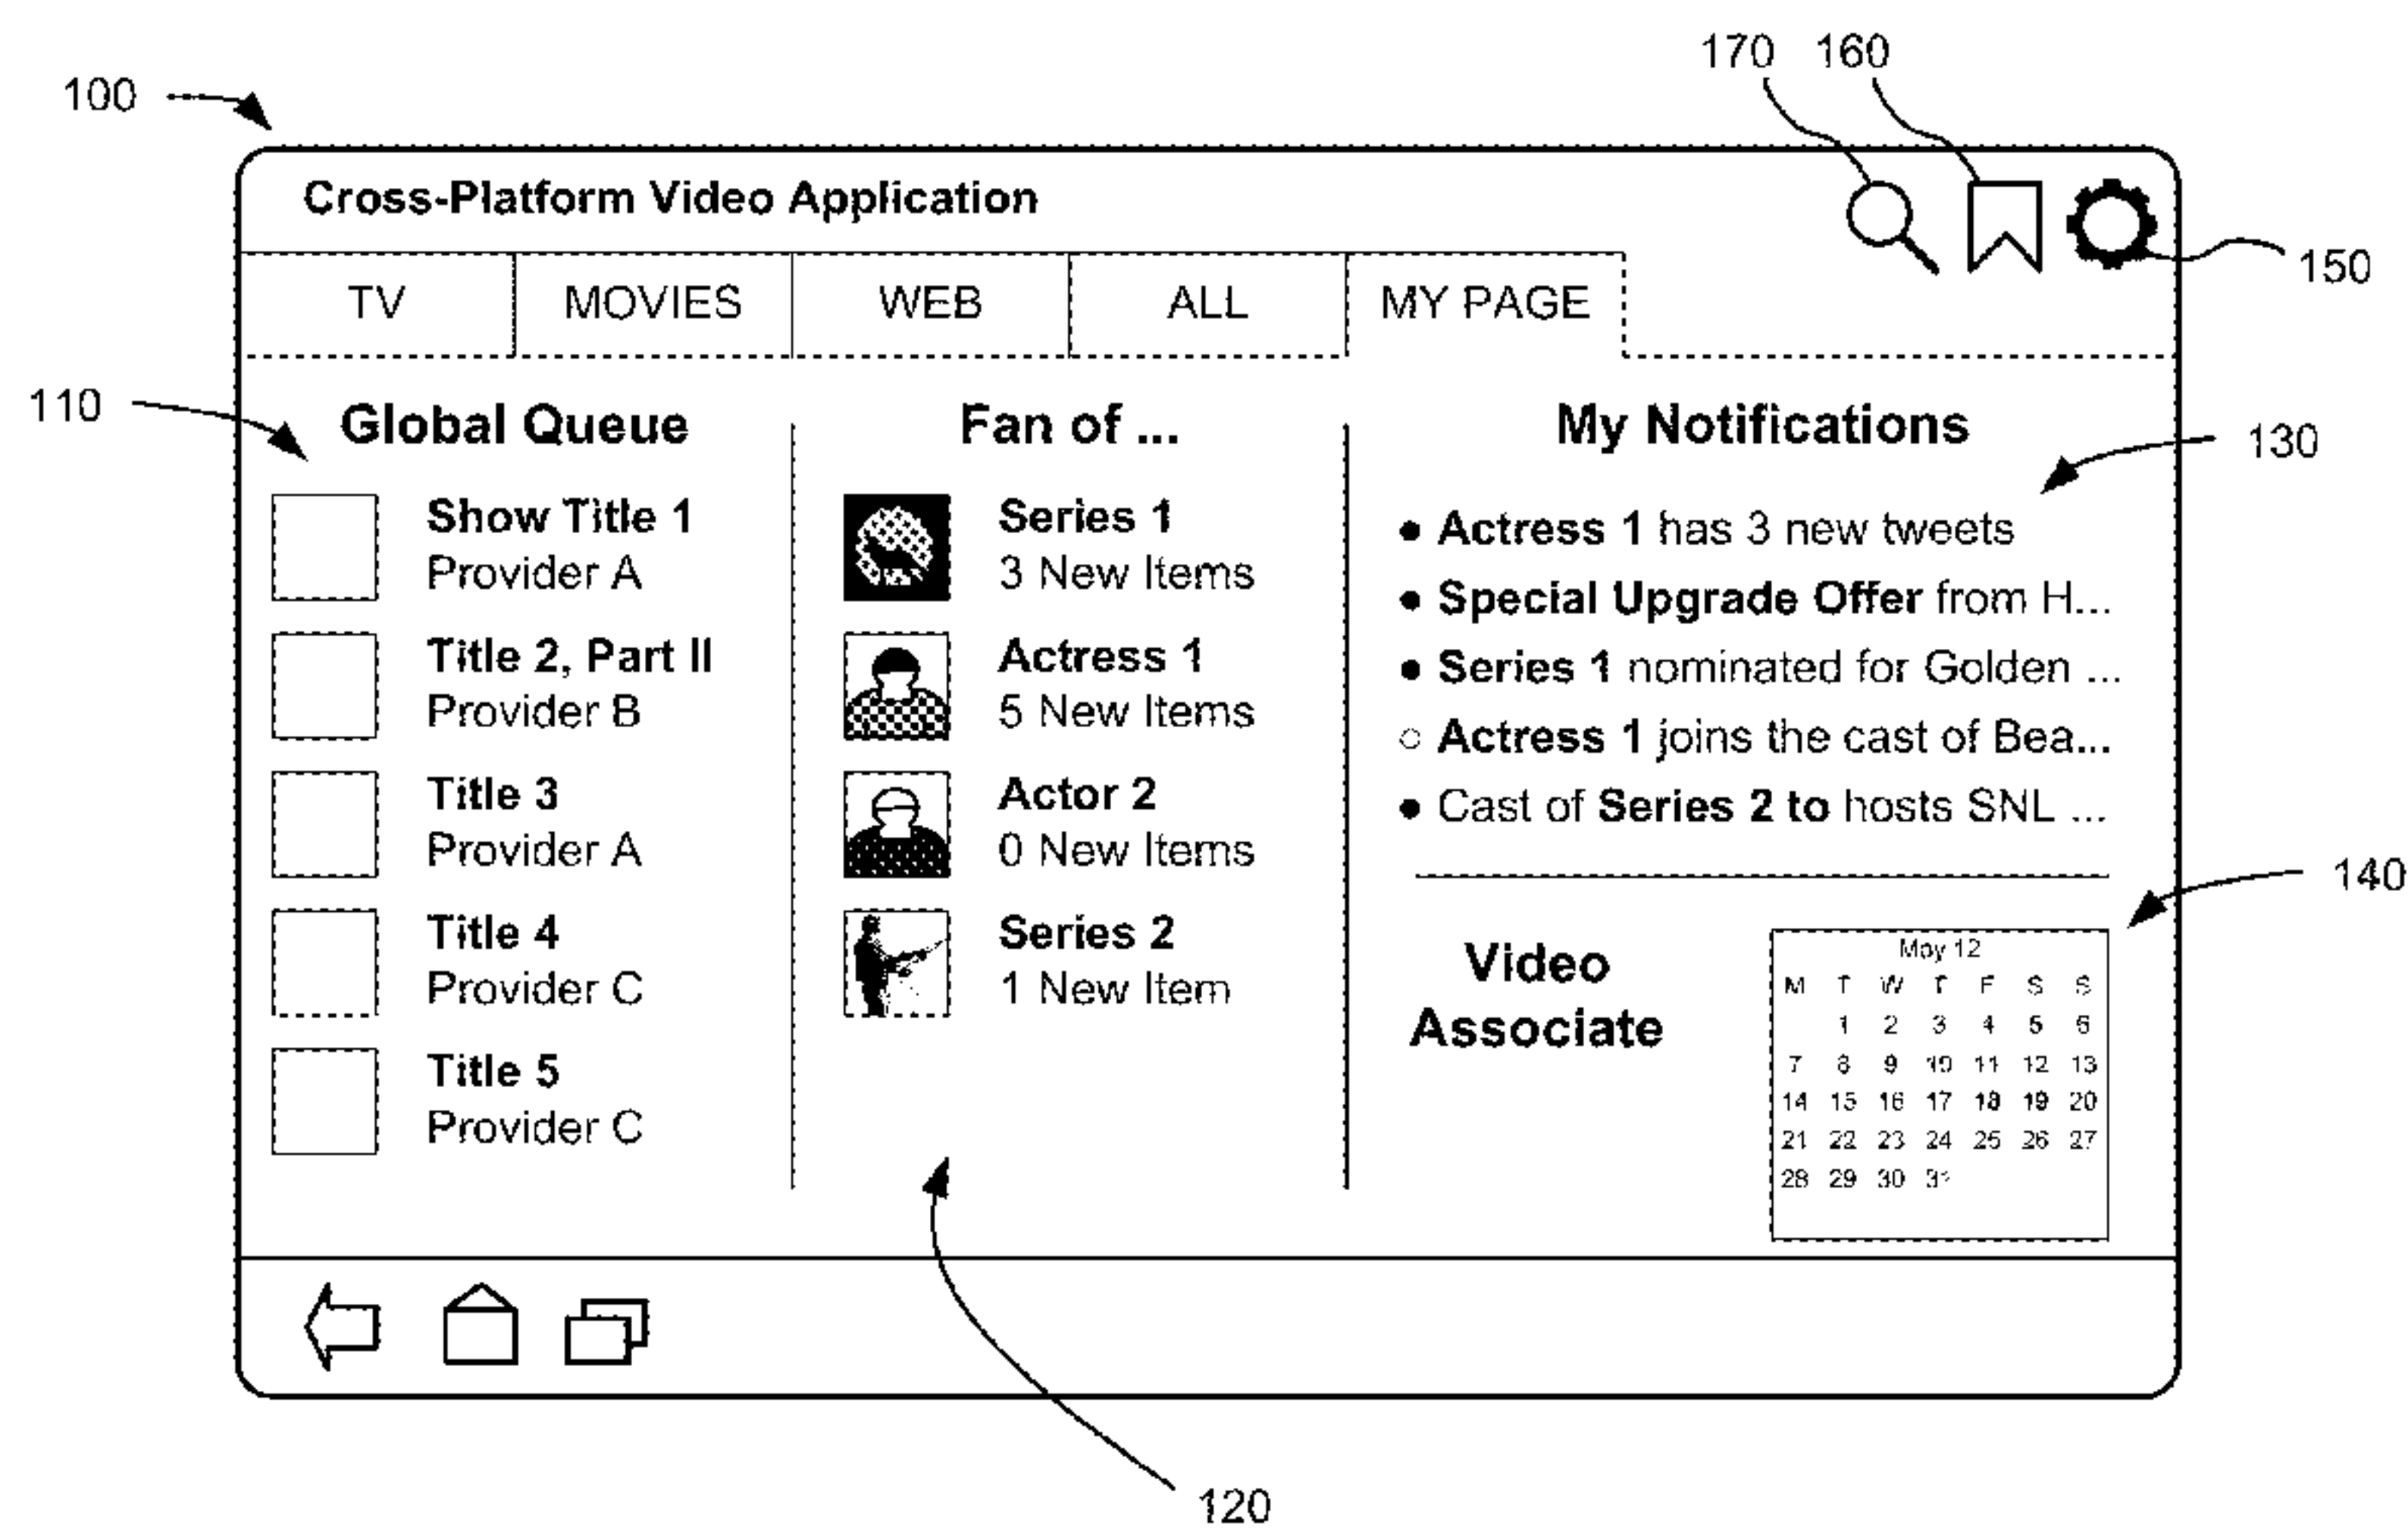 170 160
100
Cross-Platform Video Application
150
TV MOVIES WEB ALL MY PAGE
110
Global Queue
Show Title 1
Provider A
Title 2, Part II
Provider B
Title 3
Provider A
Title 4
Provider C
Title 5
Provider C
Fan of ...
Series 1
3 New Items
Actress 1
5 New Items
Actor 2
0 New Items
Series 2
1 New Item
120
My Notifications
130
● Actress 1 has 3 new tweets
● Special Upgrade Offer from H...
● Series 1 nominated for Golden ...
○ Actress 1 joins the cast of Bea...
● Cast of Series 2 to hosts SNL ...
140
Video
Associate
May 12
M T W T F S S
1 2 3 4 5 6
7 8 9 10 11 12 13
14 15 16 17 18 19 20
21 22 23 24 25 26 27
28 29 30 31